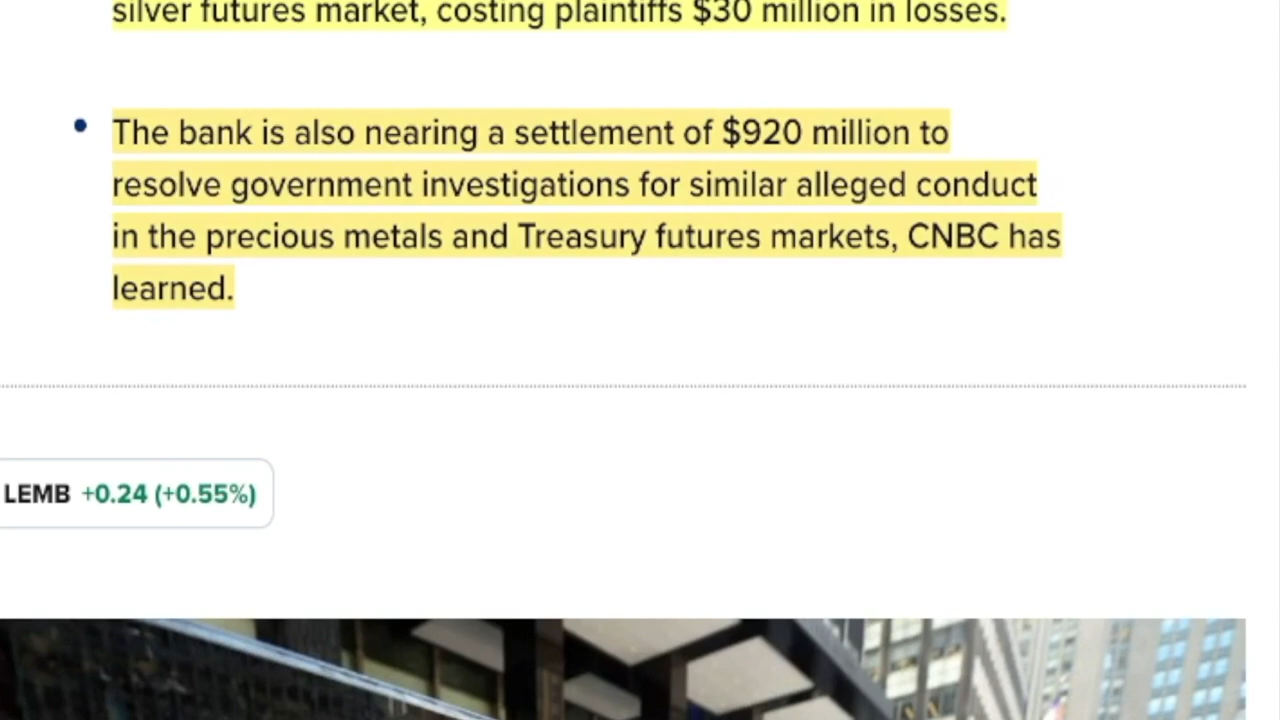 silver futures market, costing plaintiffs $30 million in losses.
The bank is also nearing a settlement of $920 million to
resolve government investigations for similar alleged conduct
in the precious metals and Treasury futures markets, CNBC has
learned.
LEMB +0.24 (+0.55%)